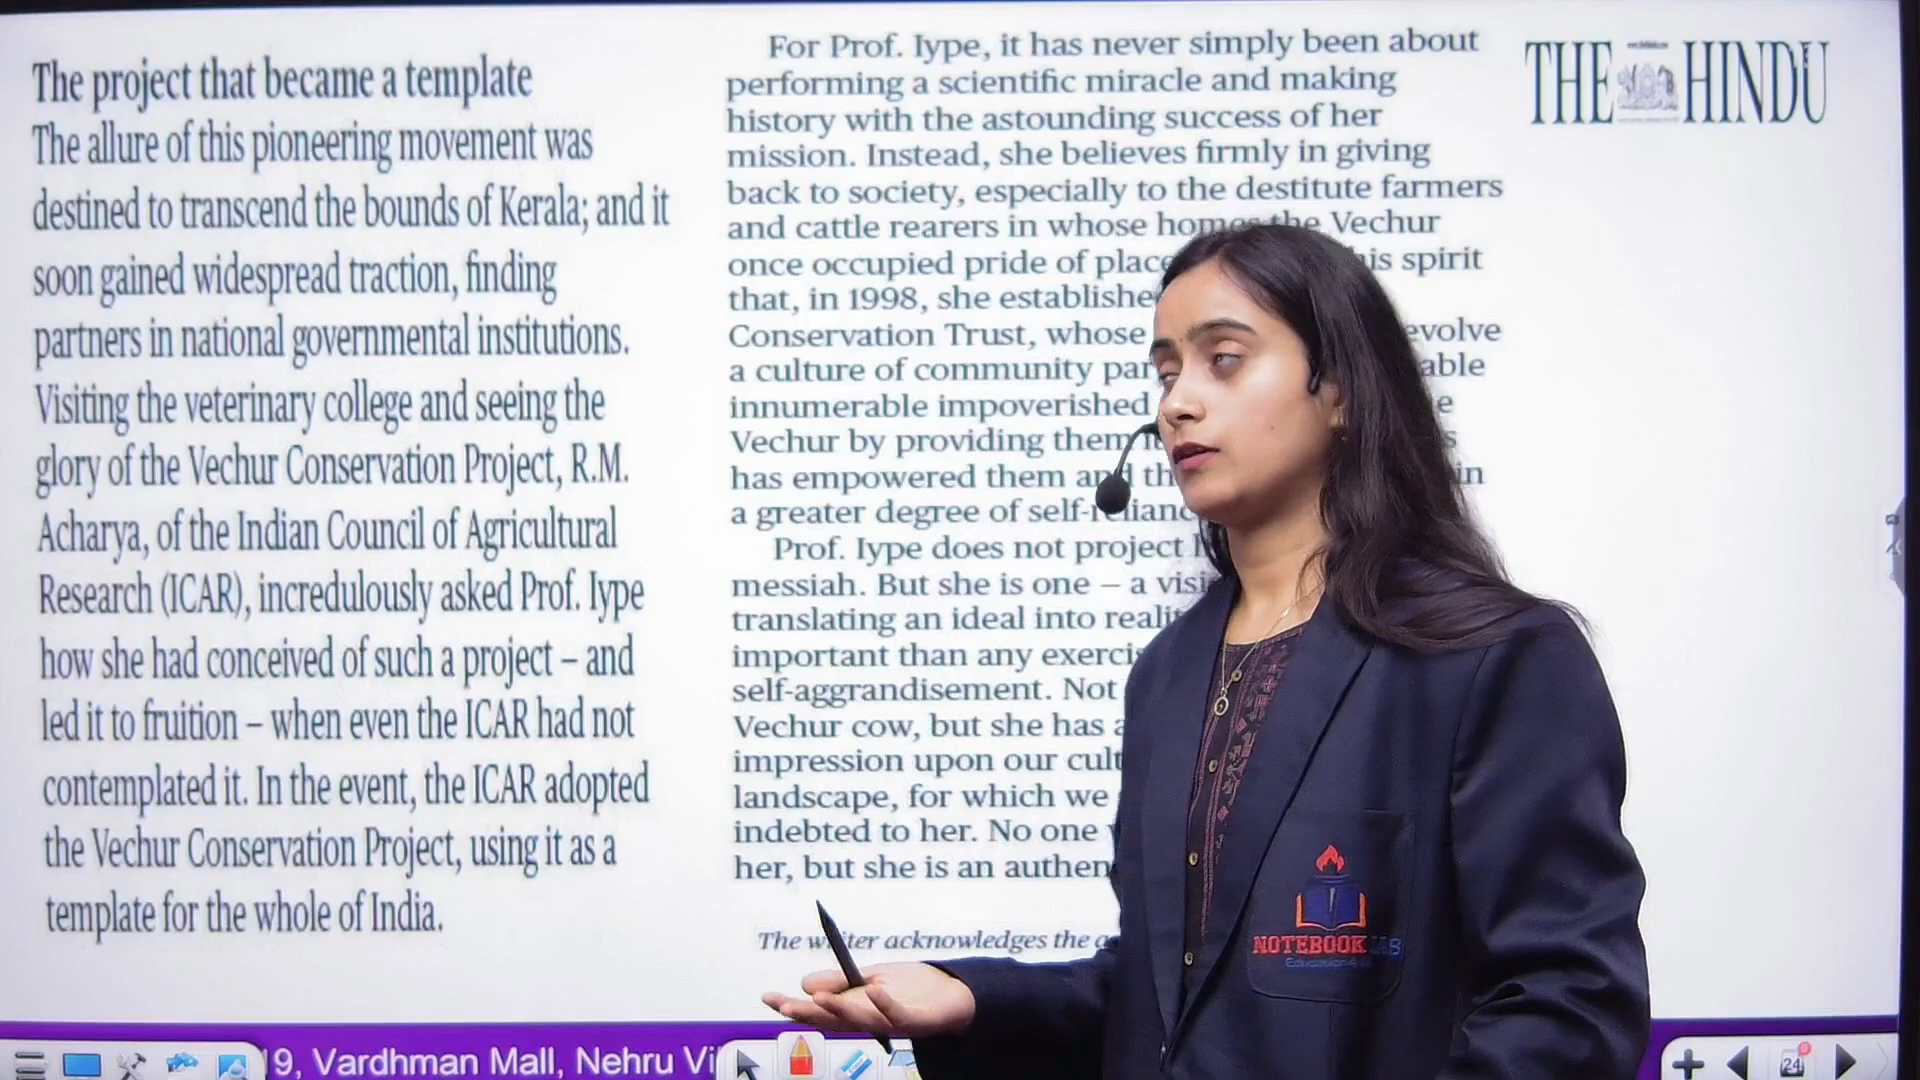 The project that became a template
The allure of this pioneering movement was
destined to transcend the bounds of Kerala; and it
soon gained widespread traction, finding
partners in national governmental institutions.
Visiting the veterinary college and seeing the
glory of the Vechur Conservation Project, R.M.
Acharya, of the Indian Council of Agricultural
Research (ICAR), incredulously asked Prof. Iype
how she had conceived of such a project – and
led it to fruition – when even the ICAR had not
contemplated it. In the event, the ICAR adopted
the Vechur Conservation Project, using it as a
template for the whole of India.
For Prof. Iype, it has never simply been about
performing a scientific miracle and making
history with the astounding success of her
mission. Instead, she believes firmly in giving
back to society, especially to the destitute farmers
and cattle rearers in whose homes the Vechur
once occupied pride of place spirit
that, in 1998, she established
Conservation Trust, whose evolve
a culture of community
innumerable impoverished
Vechur by providing them
has empowered them and in
a greater degree of self-reliance
Prof. Iype does not project
messiah. But she is one – a
translating an ideal into reality
important than any
self-aggrandisement. Not
Vechur cow, but she has
impression upon our
landscape, for which we
indebted to her. No one
her, but she is an
The writer acknowledges the
THE HINDU
NOTEBOOK
19, Vardhman Mall, Nehru
24